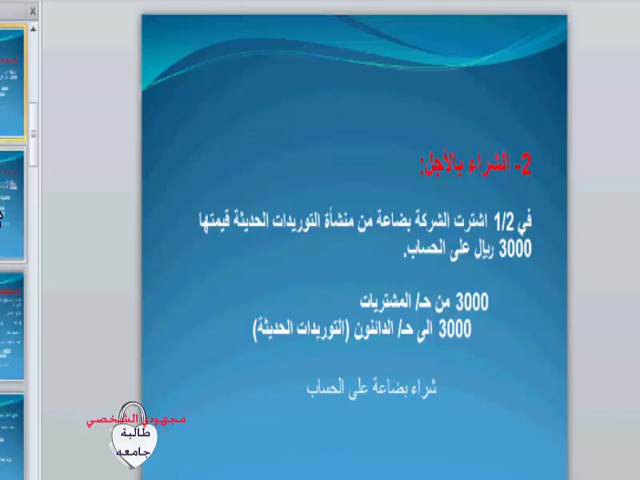 2- الشراء بالأجل:
في 1/2 اشترت الشركة بضاعة من منشأة التوريدات الحديثة قيمتها
3000 ريال على الحساب.
3000 من حـ/ المشتريات
3000 الى حـ/ الدائنون (التوريدات الحديثة)
شراء بضاعة على الحساب
مجهودي الشخصي
طالبة
جامعه